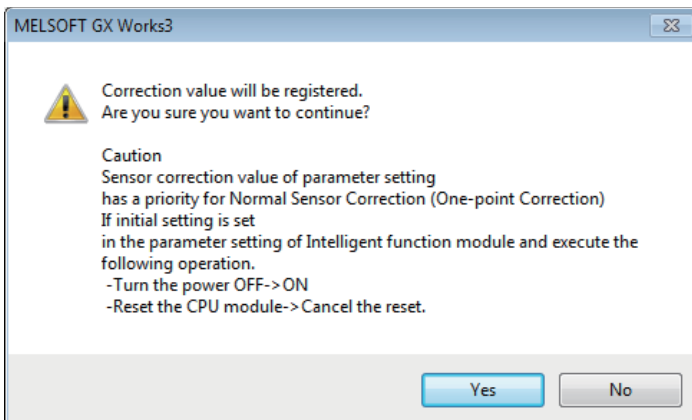 MELSOFT GX Works3
Correction value will be registered.
Are you sure you want to continue?
Caution
Sensor correction value of parameter setting
has a priority for Normal Sensor Correction (One-point Correction)
If initial setting is set
in the parameter setting of Intelligent function module and execute the
following operation.
-Turn the power OFF->ON
-Reset the CPU module->Cancel the reset.
Yes
No